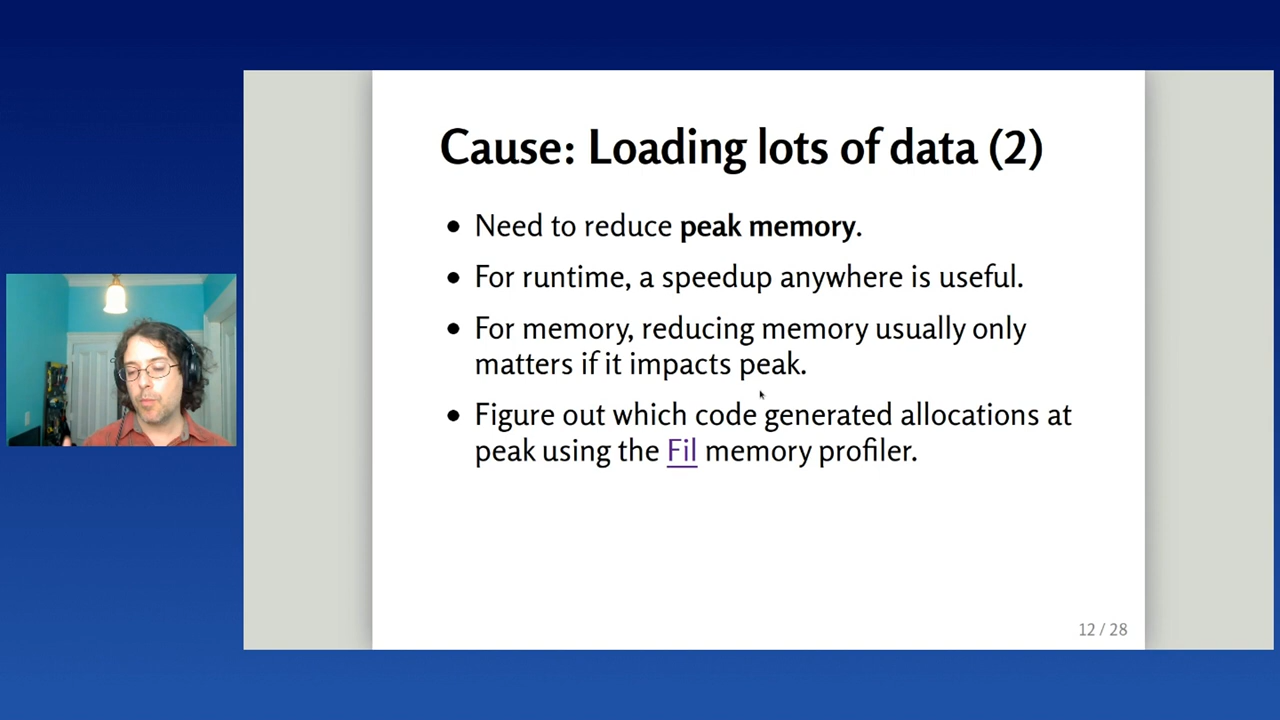 Cause: Loading lots of data (2)
• Need to reduce peak memory.
• For runtime, a speedup anywhere is useful.
• For memory, reducing memory usually only
matters if it impacts peak.
• Figure out which code generated allocations at
peak using the Fil memory profiler.
12 / 28